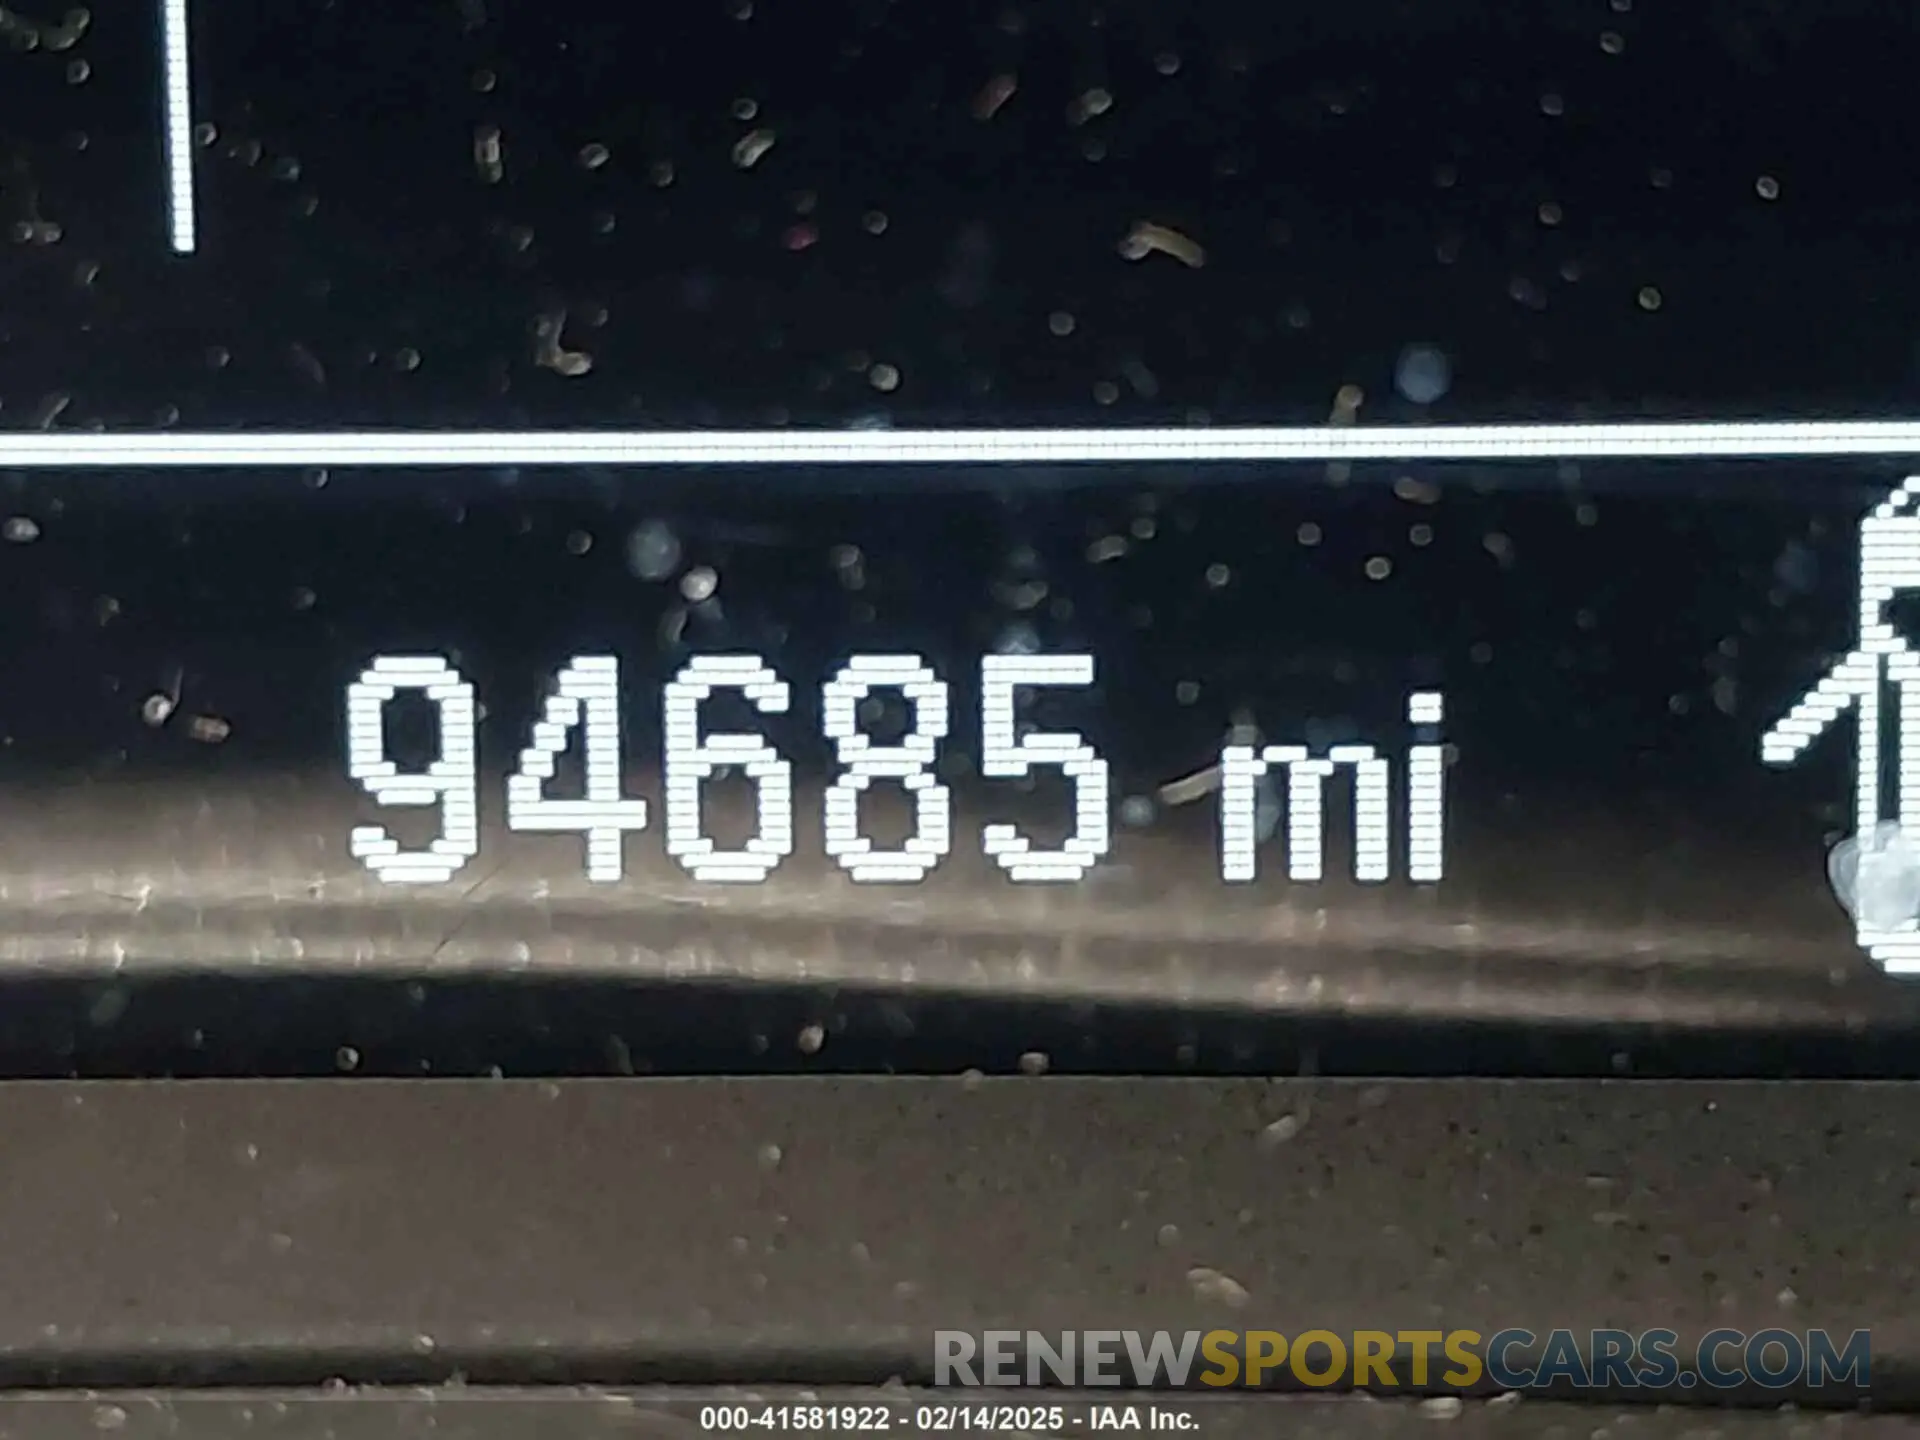 94685 mi
RENEWSPORTSCARS.COM
000-41581922 - 02/14/2025 - IAA Inc.